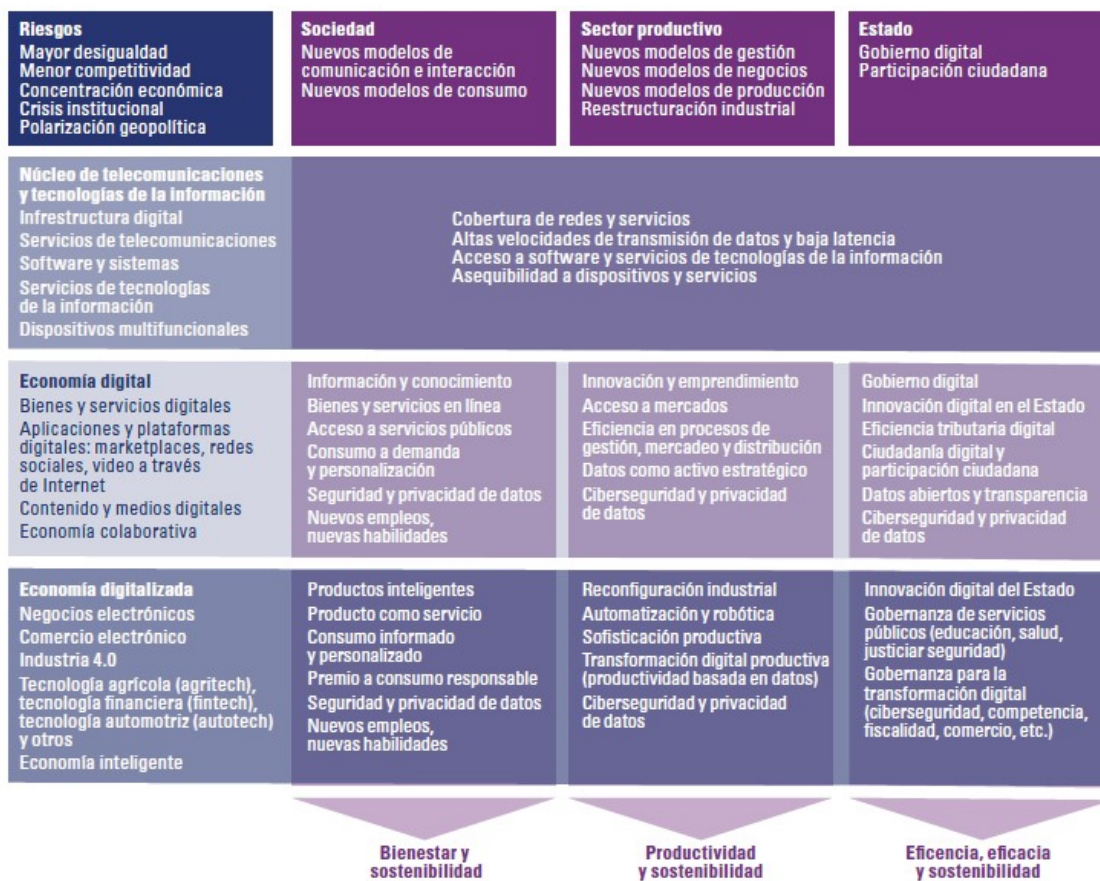 Riesgos
Mayor desigualdad
Menor competitividad
Concentración económica
Crisis institucional
Polarización geopolítica
Sociedad
Nuevos modelos de
comunicación e interacción
Nuevos modelos de consumo
Sector productivo
Nuevos modelos de gestión
Nuevos modelos de negocios
Nuevos modelos de producción
Reestructuración industrial
Estado
Gobierno digital
Participación ciudadana
Núcleo de telecomunicaciones
y tecnologías de la información
Infrestructura digital
Servicios de telecomunicaciones
Software y sistemas
Servicios de tecnologías
de la información
Dispositivos multifuncionales
Cobertura de redes y servicios
Altas velocidades de transmisión de datos y baja latencia
Acceso a software y servicios de tecnologías de la información
Asequibilidad a dispositivos y servicios
Economía digital
Bienes y servicios digitales
Aplicaciones y plataformas
digitales: marketplaces, redes
sociales, video a través
de Internet
Contenido y medios digitales
Economía colaborativa
Información y conocimiento
Bienes y servicios en línea
Acceso a servicios públicos
Consumo a demanda
y personalización
Seguridad y privacidad de datos
Nuevos empleos,
nuevas habilidades
Innovación y emprendimiento
Acceso a mercados
Eficiencia en procesos de
gestión, mercadeo y distribución
Datos como activo estratégico
Ciberseguridad y privacidad
de datos
Gobierno digital
Innovación digital en el Estado
Eficiencia tributaria digital
Ciudadanía digital y
participación ciudadana
Datos abiertos y transparencia
Ciberseguridad y privacidad
de datos
Economía digitalizada
Negocios electrónicos
Comercio electrónico
Industria 4.0
Tecnología agrícola (agritech),
tecnología financiera (fintech),
tecnología automotriz (autotech)
y otros
Economía inteligente
Productos inteligentes
Producto como servicio
Consumo informado
y personalizado
Premio a consumo responsable
Seguridad y privacidad de datos
Nuevos empleos,
nuevas habilidades
Reconfiguración industrial
Automatización y robótica
Sofisticación productiva
Transformación digital productiva
(productividad basada en datos)
Ciberseguridad y privacidad
de datos
Innovación digital del Estado
Gobernanza de servicios
públicos (educación, salud,
justiciar seguridad)
Gobernanza para la
transformación digital
(ciberseguridad, competencia,
fiscalidad, comercio, etc.)
Bienestar y
sostenibilidad
Productividad
y sostenibilidad
Eficencia, eficacia
y sostenibilidad